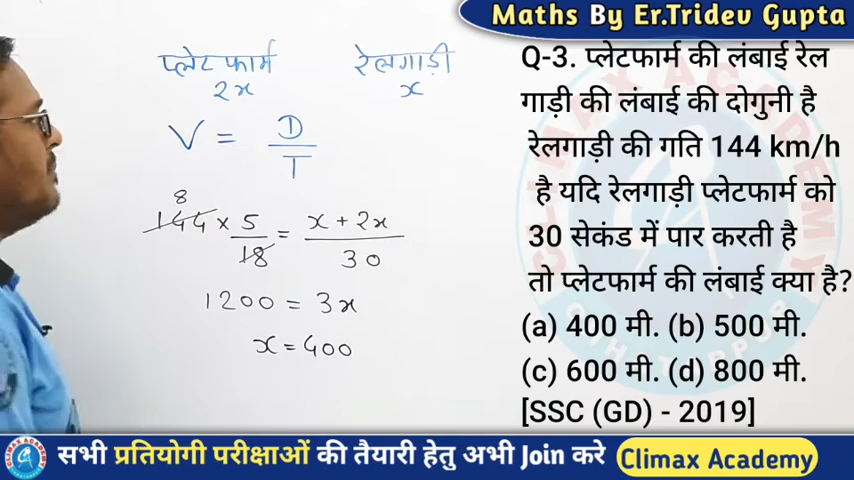 Maths By Er.Tridev Gupta
प्लेटफार्म रेलगाड़ी
2x x
V = D/T
8
144 × 5/18 = x + 2x/30
1200 = 3x
x = 400
Q-3. प्लेटफार्म की लंबाई रेल
गाड़ी की लंबाई की दोगुनी है
रेलगाड़ी की गति 144 km/h
है यदि रेलगाड़ी प्लेटफार्म को
30 सेकंड में पार करती है
तो प्लेटफार्म की लंबाई क्या है?
(a) 400 मी. (b) 500 मी.
(c) 600 मी. (d) 800 मी.
[SSC (GD) - 2019]
सभी प्रतियोगी परीक्षाओं की तैयारी हेतु अभी Join करे Climax Academy